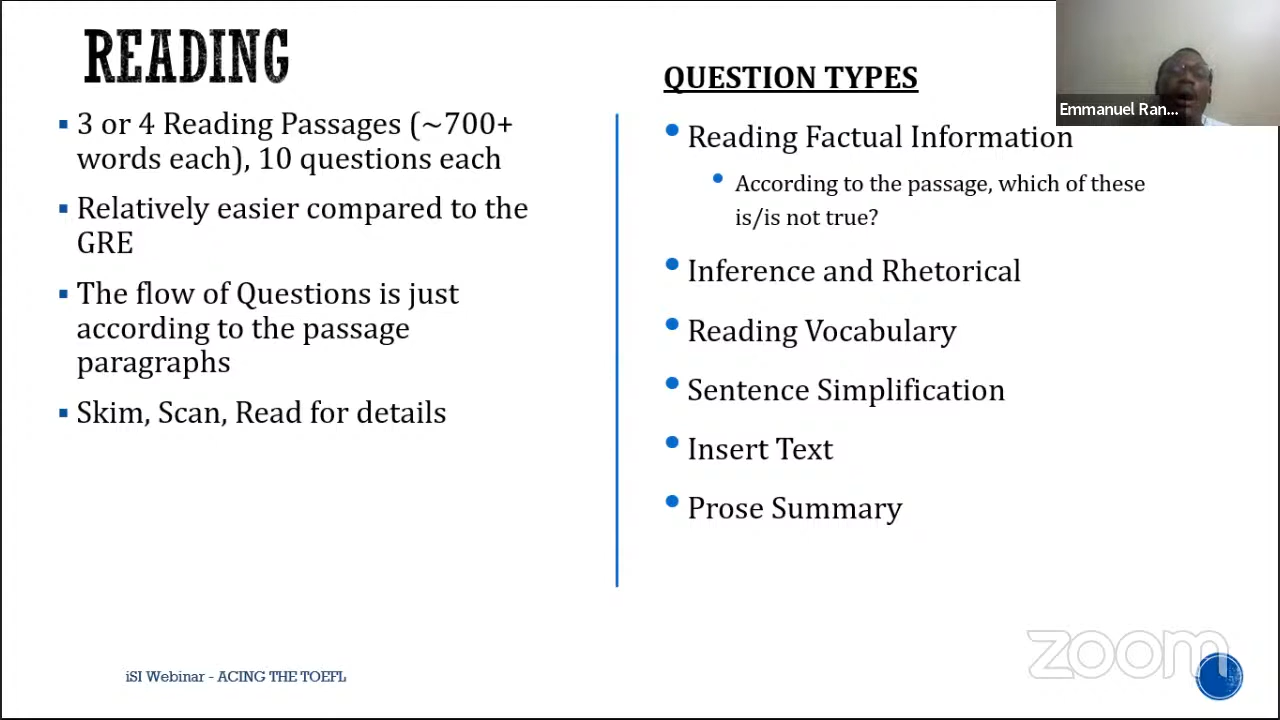 READING
▪ 3 or 4 Reading Passages (~700+
words each), 10 questions each
▪ Relatively easier compared to the
GRE
▪ The flow of Questions is just
according to the passage
paragraphs
▪ Skim, Scan, Read for details
QUESTION TYPES
• Reading Factual Information
• According to the passage, which of these
is/is not true?
• Inference and Rhetorical
• Reading Vocabulary
• Sentence Simplification
• Insert Text
• Prose Summary
Emmanuel Ran...
iSI Webinar - ACING THE TOEFL
zoom